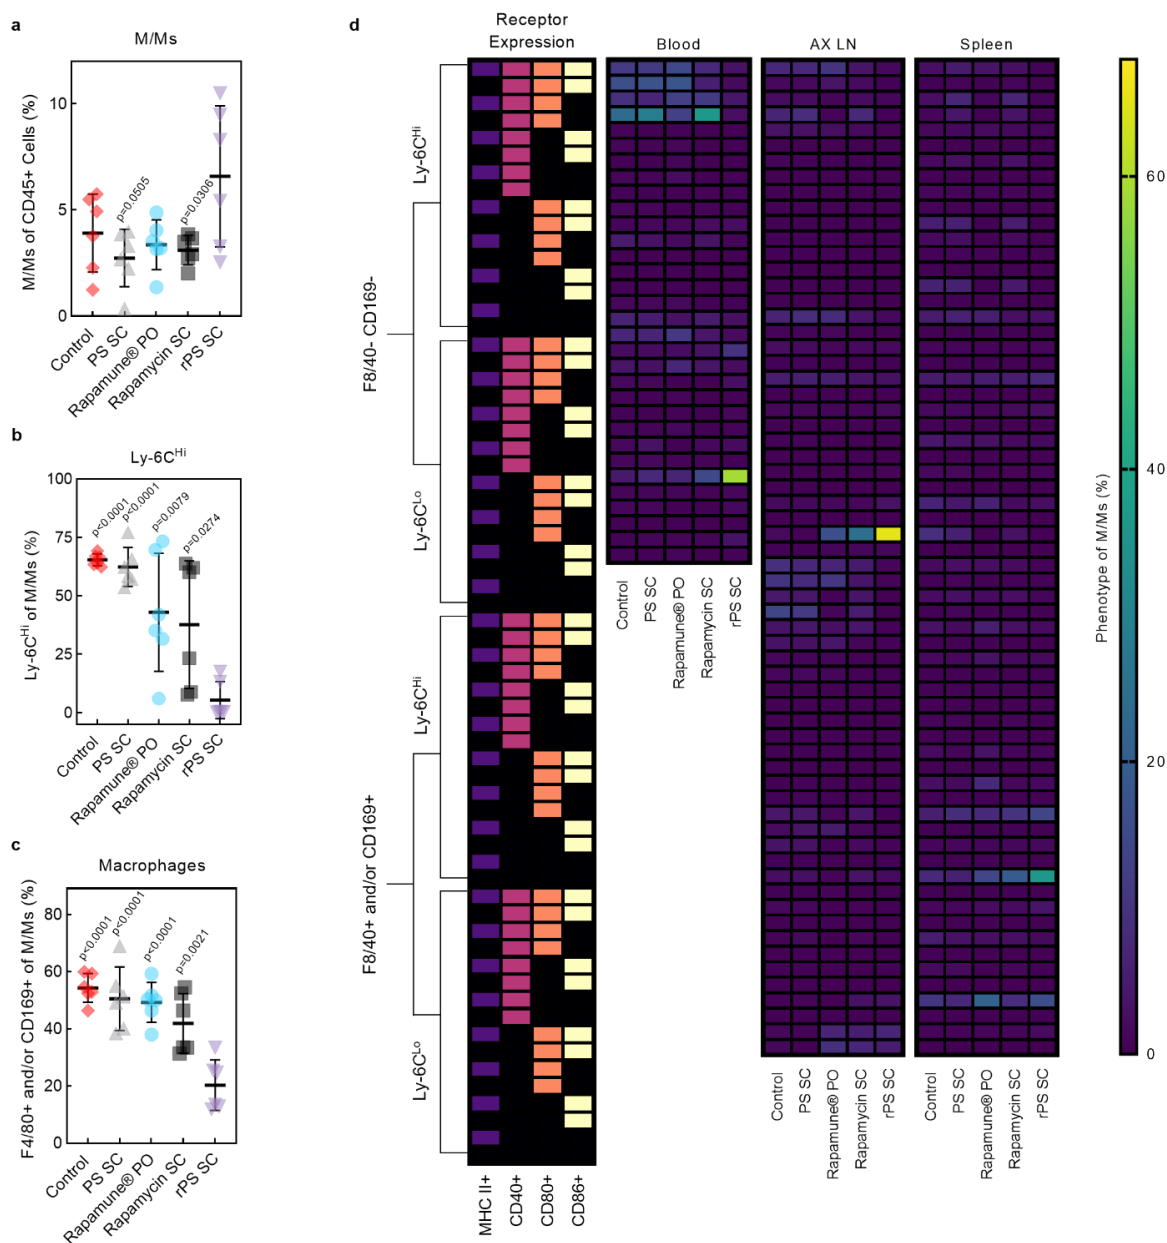 a
M/Ms
M/Ms of CD45+ Cells (%)
10
5
0
p=0.0505
p=0.0306
Control
PS SC
Rapamune® PO
Rapamycin SC
rPS SC
b
Ly-6C^Hi
Ly-6C^Hi of M/Ms (%)
100
75
50
25
0
p<0.0001
p<0.0001
p=0.0079
p=0.0274
Control
PS SC
Rapamune® PO
Rapamycin SC
rPS SC
c
Macrophages
F4/80+ and/or CD169+ of M/Ms (%)
80
60
40
20
0
p<0.0001
p<0.0001
p<0.0001
p=0.0021
Control
PS SC
Rapamune® PO
Rapamycin SC
rPS SC
d
Receptor
Expression
Blood
AX LN
Spleen
F8/40- CD169-
Ly-6C^Hi
Ly-6C^Lo
F8/40+ and/or CD169+
Ly-6C^Hi
Ly-6C^Lo
MHC II+
CD40+
CD80+
CD86+
Control
PS SC
Rapamune® PO
Rapamycin SC
rPS SC
Control
PS SC
Rapamune® PO
Rapamycin SC
rPS SC
Control
PS SC
Rapamune® PO
Rapamycin SC
rPS SC
Phenotype of M/Ms (%)
60
40
20
0